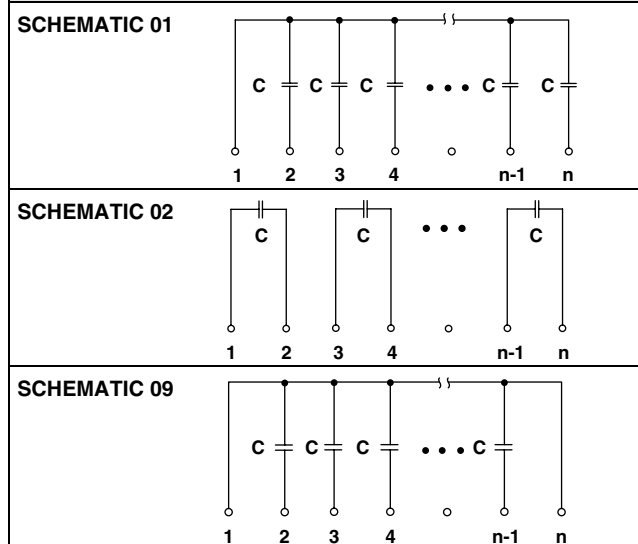 SCHEMATIC 01
C C C • • • C C
1 2 3 4 n-1 n
SCHEMATIC 02
C C • • • C
1 2 3 4 n-1 n
SCHEMATIC 09
C C C • • • C
1 2 3 4 n-1 n